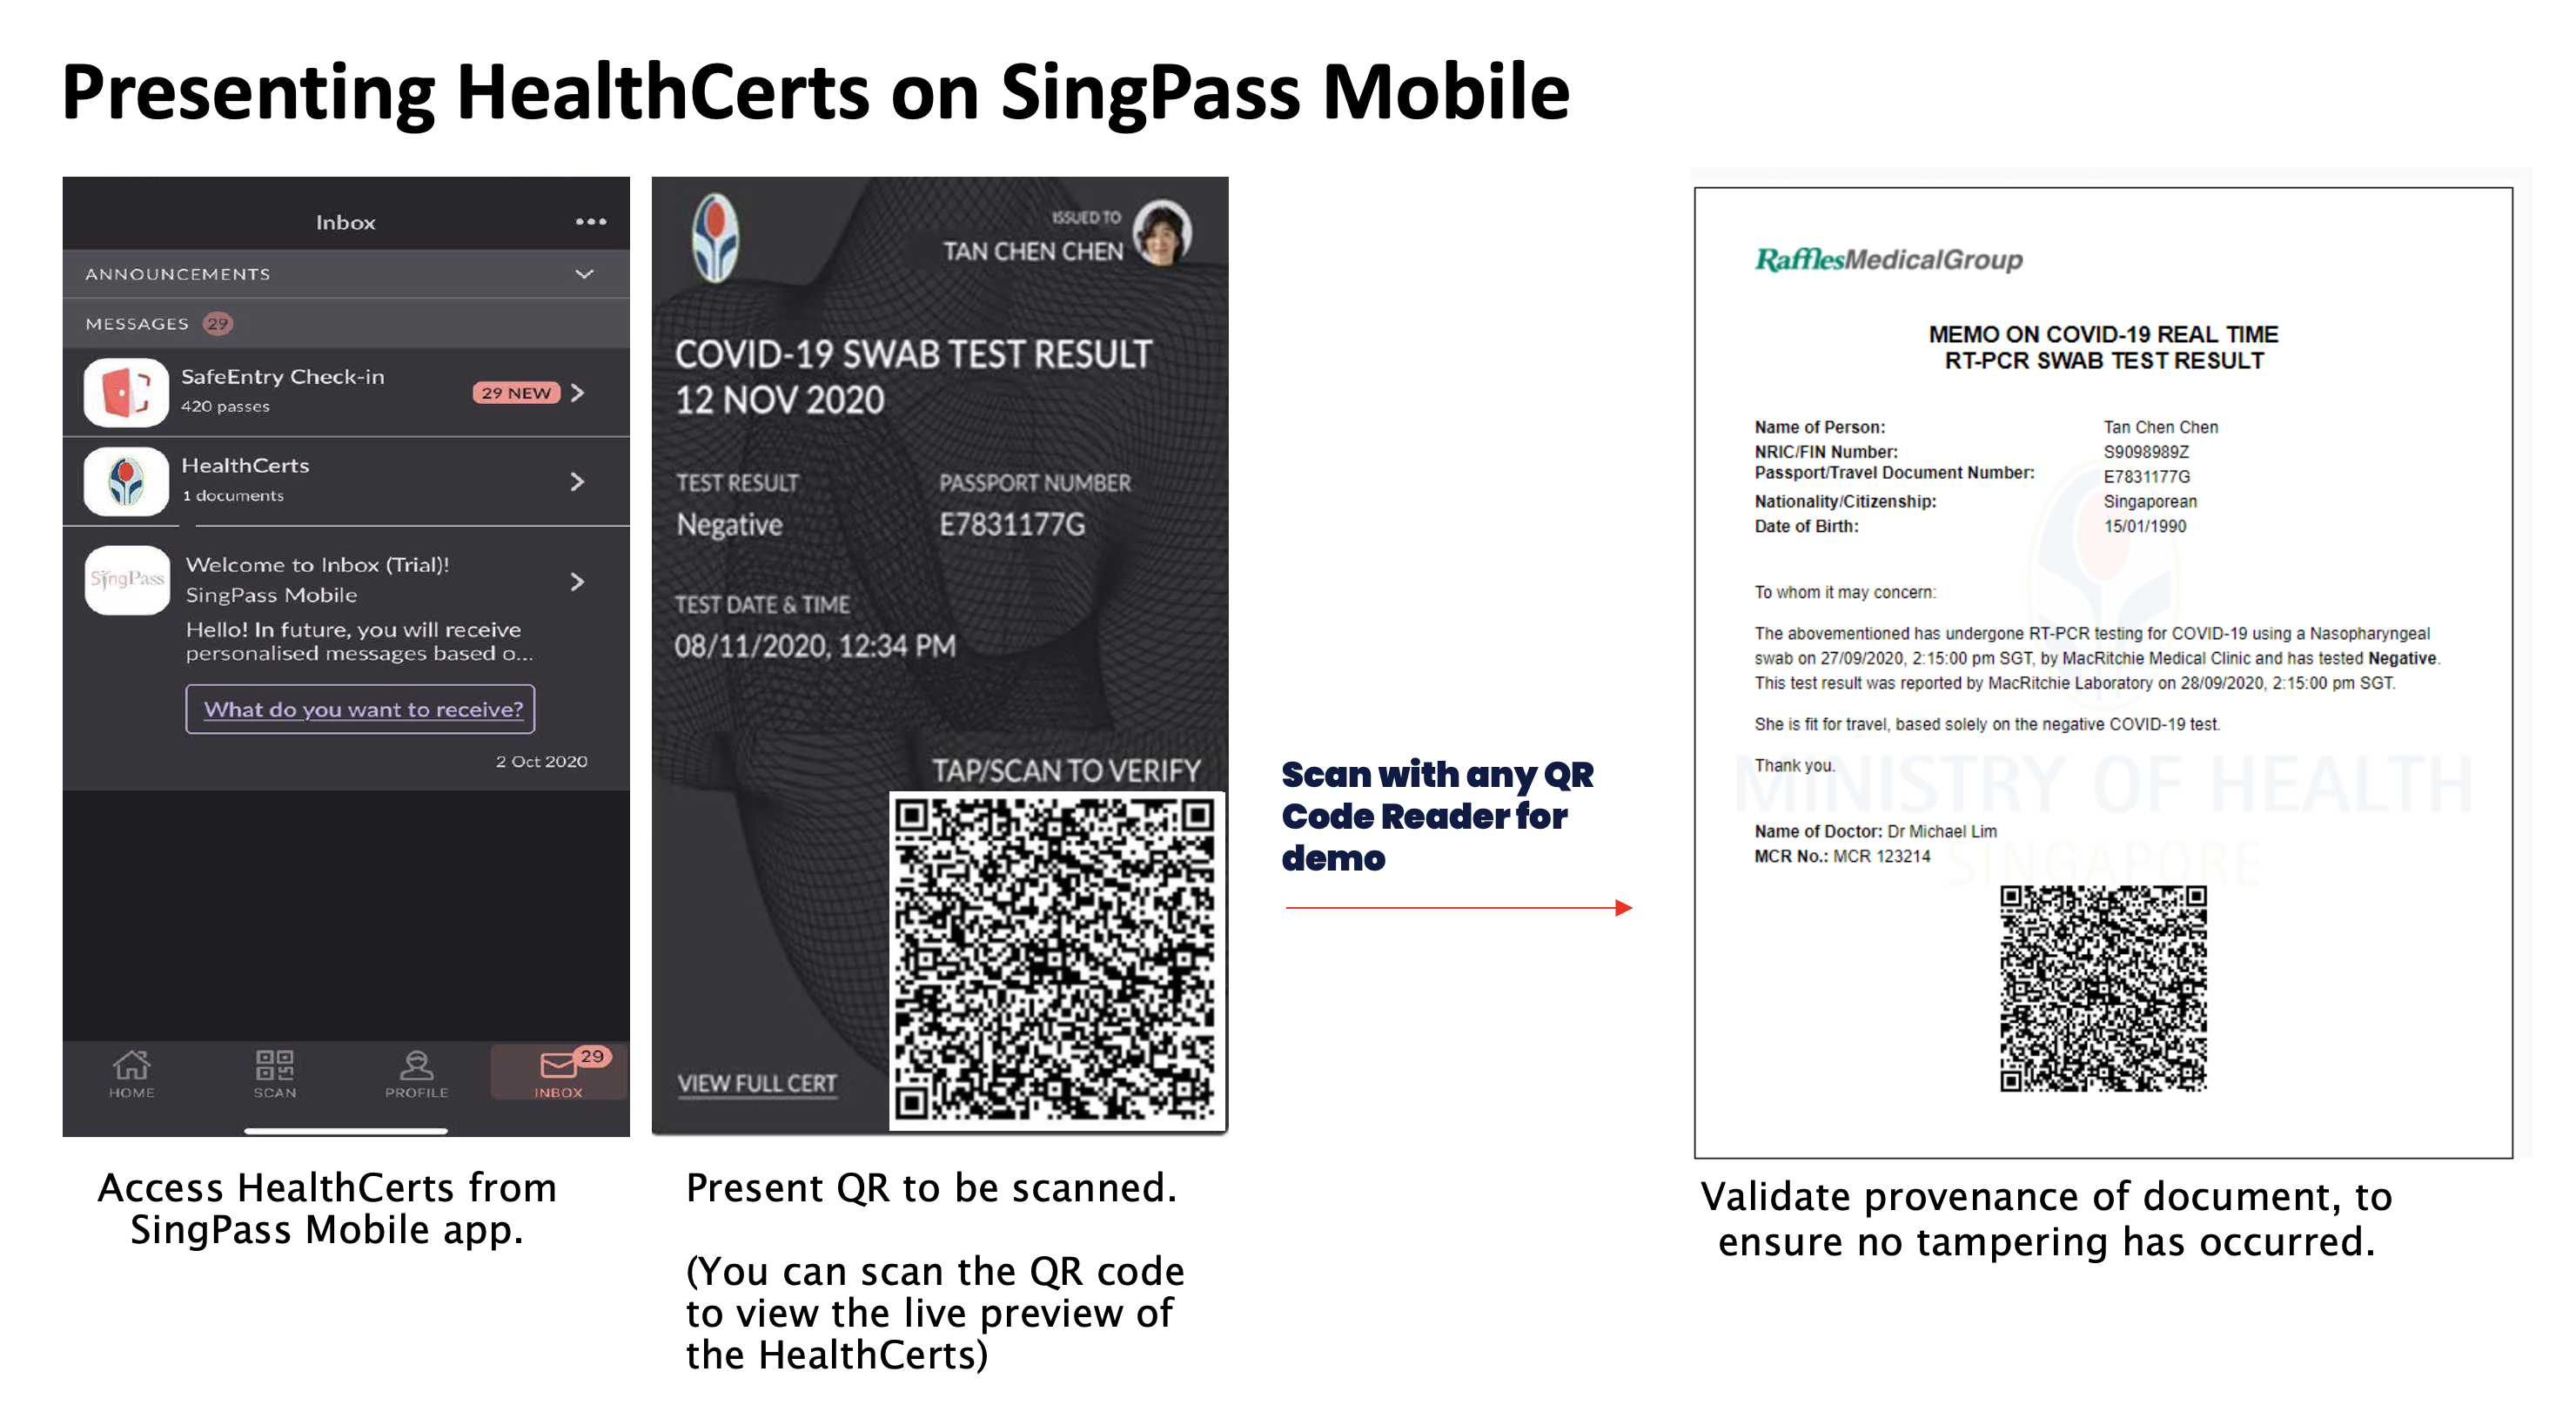 Presenting HealthCerts on SingPass Mobile
Inbox
ANNOUNCEMENTS
MESSAGES 29
SafeEntry Check-in
420 passes
29 NEW
HealthCerts
1 documents
SingPass
Welcome to Inbox (Trial)!
SingPass Mobile
Hello! In future, you will receive
personalised messages based o...
What do you want to receive?
2 Oct 2020
HOME
SCAN
PROFILE
INBOX
29
Access HealthCerts from
SingPass Mobile app.
ISSUED TO
TAN CHEN CHEN
COVID-19 SWAB TEST RESULT
12 NOV 2020
TEST RESULT
Negative
PASSPORT NUMBER
E7831177G
TEST DATE & TIME
08/11/2020, 12:34 PM
TAP/SCAN TO VERIFY
VIEW FULL CERT
Present QR to be scanned.
(You can scan the QR code
to view the live preview of
the HealthCerts)
Scan with any QR
Code Reader for
demo
RafflesMedicalGroup
MEMO ON COVID-19 REAL TIME
RT-PCR SWAB TEST RESULT
Name of Person: Tan Chen Chen
NRIC/FIN Number: S9098989Z
Passport/Travel Document Number: E7831177G
Nationality/Citizenship: Singaporean
Date of Birth: 15/01/1990
To whom it may concern:
The abovementioned has undergone RT-PCR testing for COVID-19 using a Nasopharyngeal
swab on 27/09/2020, 2:15:00 pm SGT, by MacRitchie Medical Clinic and has tested Negative.
This test result was reported by MacRitchie Laboratory on 28/09/2020, 2:15:00 pm SGT.
She is fit for travel, based solely on the negative COVID-19 test.
Thank you.
MINISTRY OF HEALTH
SINGAPORE
Name of Doctor: Dr Michael Lim
MCR No.: MCR 123214
Validate provenance of document, to
ensure no tampering has occurred.